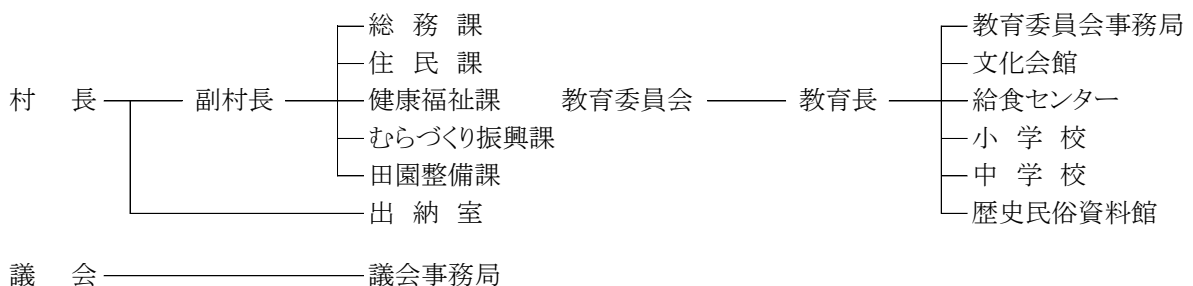 総務課 教育委員会事務局
住民課 文化会館
村長 副村長 健康福祉課 教育委員会 教育長 給食センター
むらづくり振興課 小学校
田園整備課 中学校
出納室 歴史民俗資料館
議会 議会事務局